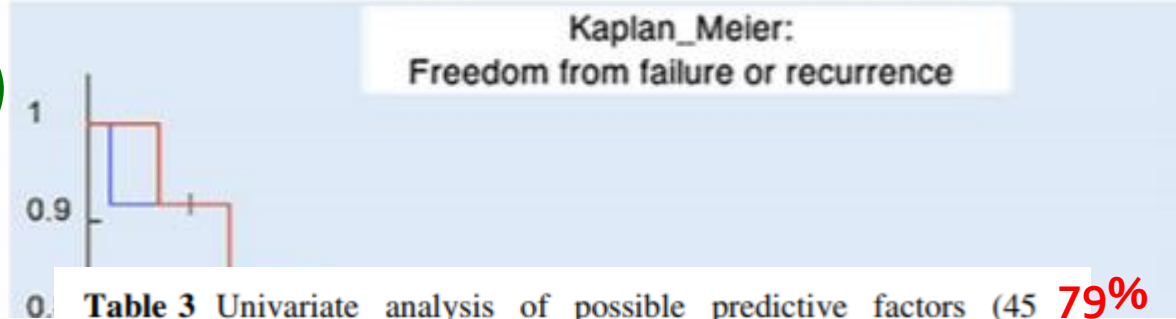 Kaplan_Meier:
Freedom from failure or recurrence
1
0.9
0.
Table 3 Univariate analysis of possible predictive factors (45
79%